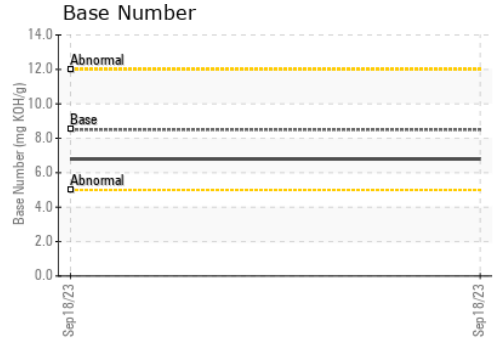 Base Number
Base Number (mg KOH/g)
14.0
12.0
10.0
8.0
6.0
4.0
2.0
0.0
Abnormal
Base
Abnormal
Sep18/23
Sep18/23